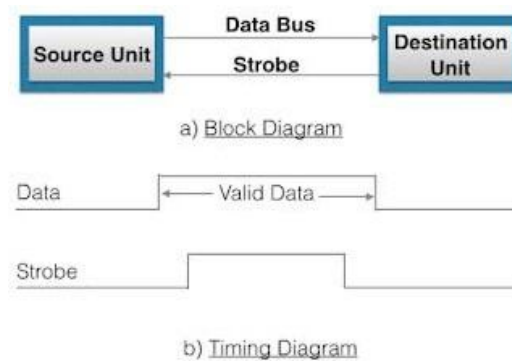 Data Bus
Source Unit
Strobe
Destination
Unit
a) Block Diagram
Data
Valid Data
Strobe
b) Timing Diagram